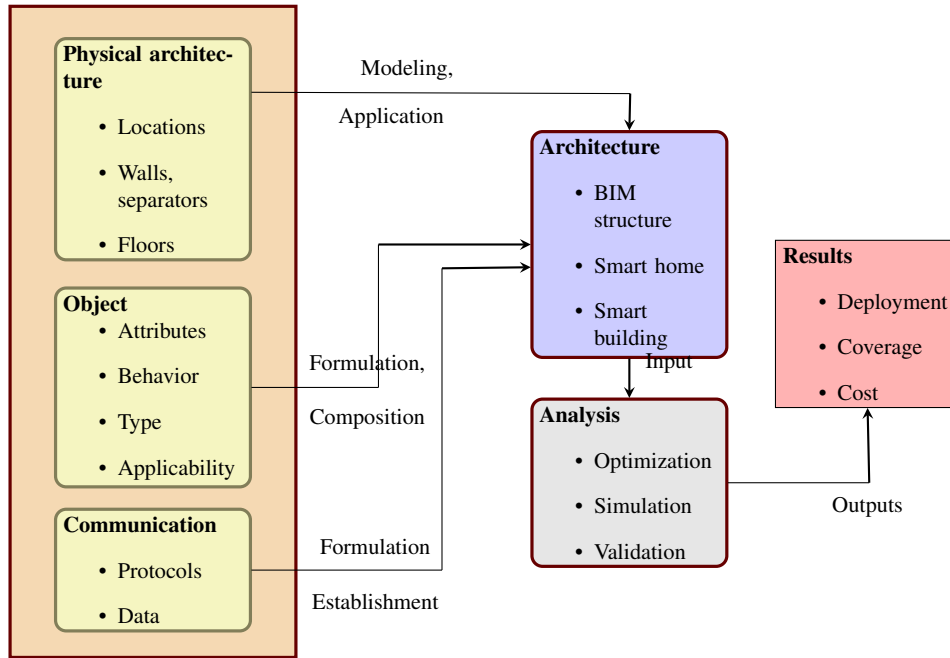 Physical architec-
ture
• Locations
• Walls,
separators
• Floors
Object
• Attributes
• Behavior
• Type
• Applicability
Communication
• Protocols
• Data
Modeling,
Application
Formulation,
Composition
Formulation
Establishment
Architecture
• BIM
structure
• Smart home
• Smart
building
Input
Analysis
• Optimization
• Simulation
• Validation
Outputs
Results
• Deployment
• Coverage
• Cost